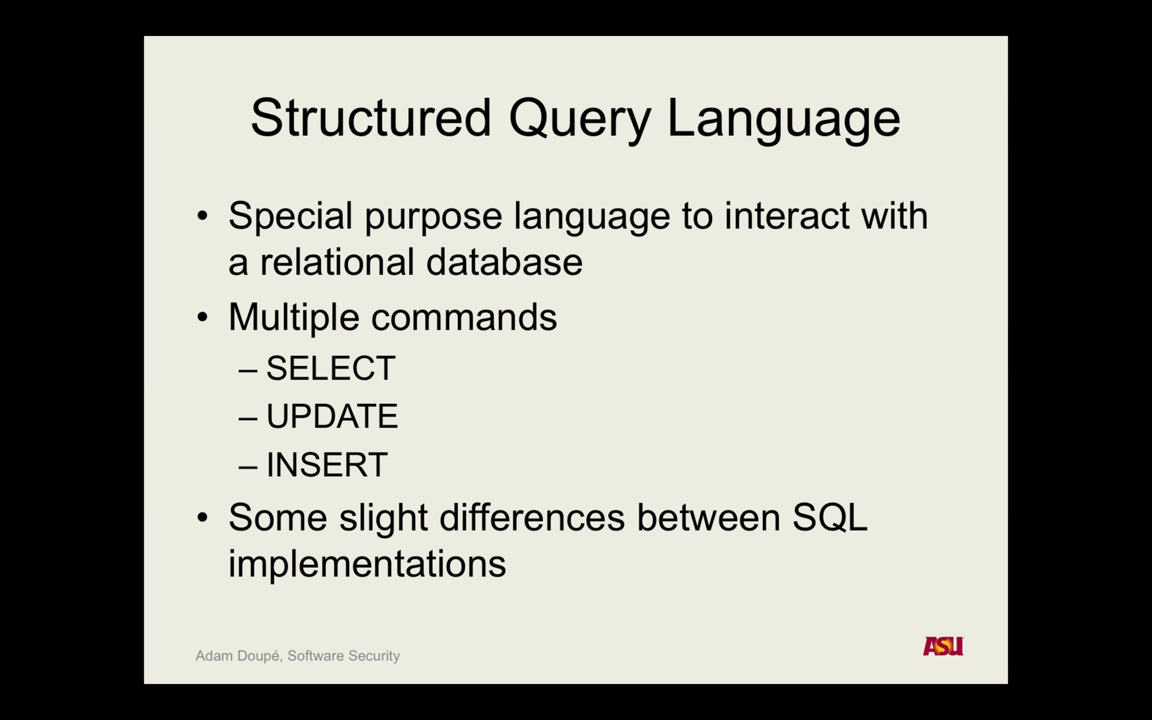 Structured Query Language
• Special purpose language to interact with
a relational database
• Multiple commands
– SELECT
– UPDATE
– INSERT
• Some slight differences between SQL
implementations
Adam Doupé, Software Security
ASU